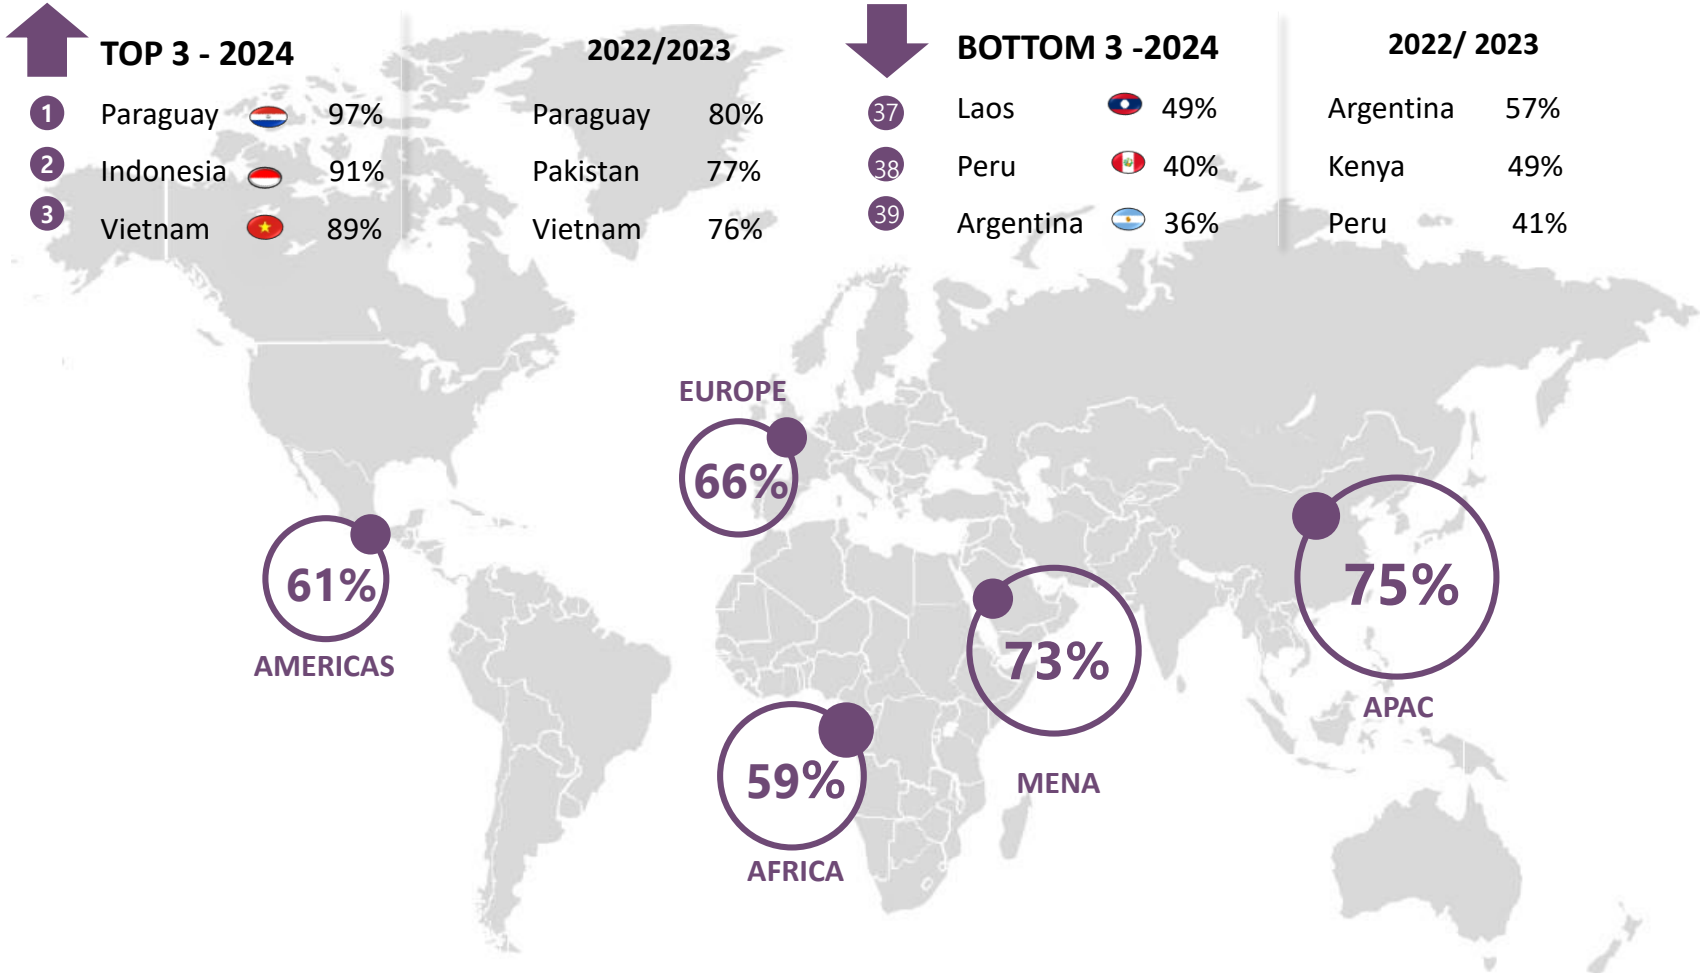 TOP 3 - 2024
2022/2023
1 Paraguay 97% Paraguay 80%
2 Indonesia 91% Pakistan 77%
3 Vietnam 89% Vietnam 76%
BOTTOM 3 -2024
2022/ 2023
37 Laos 49% Argentina 57%
38 Peru 40% Kenya 49%
39 Argentina 36% Peru 41%
EUROPE
66%
61%
AMERICAS
75%
APAC
73%
MENA
59%
AFRICA